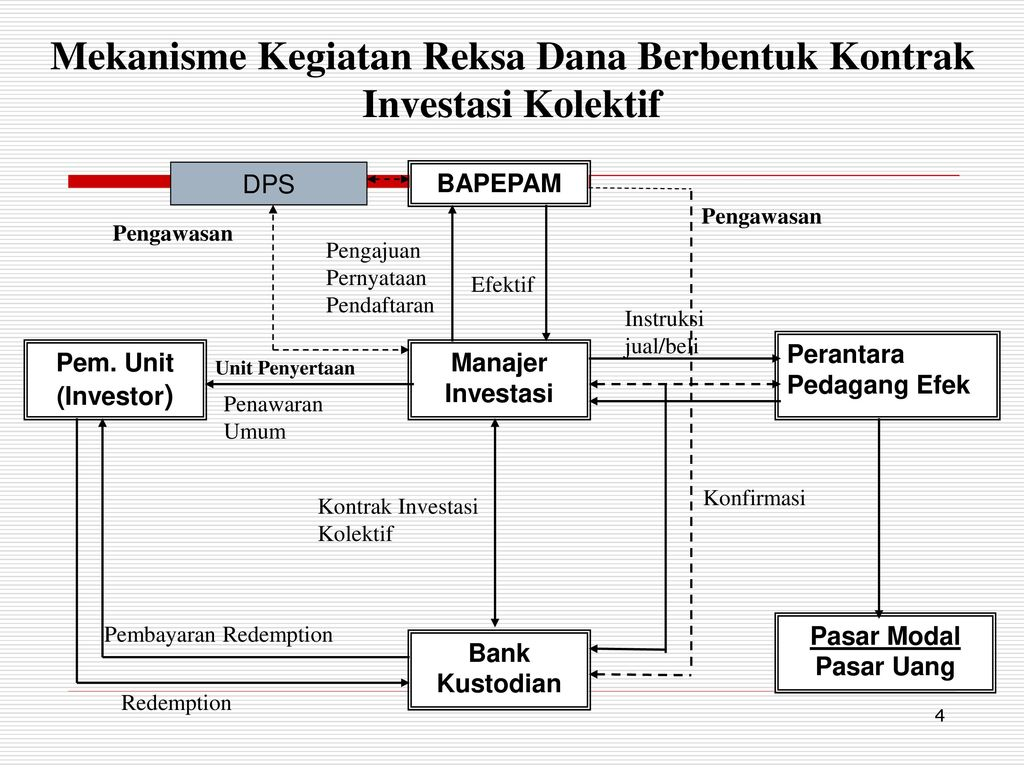 Mekanisme Kegiatan Reksa Dana Berbentuk Kontrak
Investasi Kolektif
DPS
BAPEPAM
Pengawasan
Pengawasan
Pengajuan
Pernyataan
Pendaftaran
Efektif
Instruksi
jual/beli
Pem. Unit
(Investor)
Unit Penyertaan
Penawaran
Umum
Manajer
Investasi
Perantara
Pedagang Efek
Kontrak Investasi
Kolektif
Konfirmasi
Pembayaran Redemption
Redemption
Bank
Kustodian
Pasar Modal
Pasar Uang
4